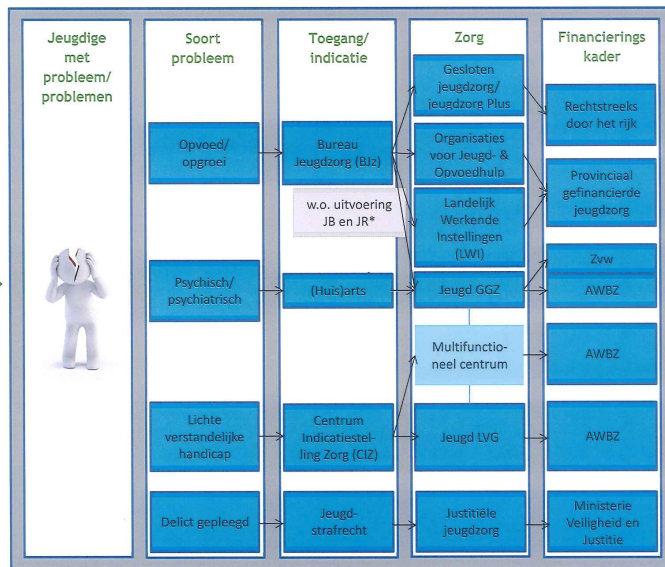 Jeugdige
met
probleem/
problemen
Soort
probleem
Toegang/
indicatie
Zorg
Financierings
kader
Opvoed/
opgroei
Psychisch/
psychiatrisch
Lichte
verstandelijke
handicap
Delict gepleegd
Bureau
Jeugdzorg (BJz)
w.o. uitvoering
JB en JR*
(Huis)arts
Centrum
Indicatiestel-
ling Zorg (CIZ)
Jeugd-
strafrecht
Gesloten
jeugdzorg/
jeugdzorg Plus
Organisaties
voor Jeugd- &
Opvoedhulp
Landelijk
Werkende
Instellingen
(LWI)
Jeugd GGZ
Multifunctio-
neel centrum
Jeugd LVG
Justitiële
jeugdzorg
Rechtstreeks
door het rijk
Provinciaal
gefinancierde
jeugdzorg
Zvw
AWBZ
AWBZ
AWBZ
Ministerie
Veiligheid en
Justitie